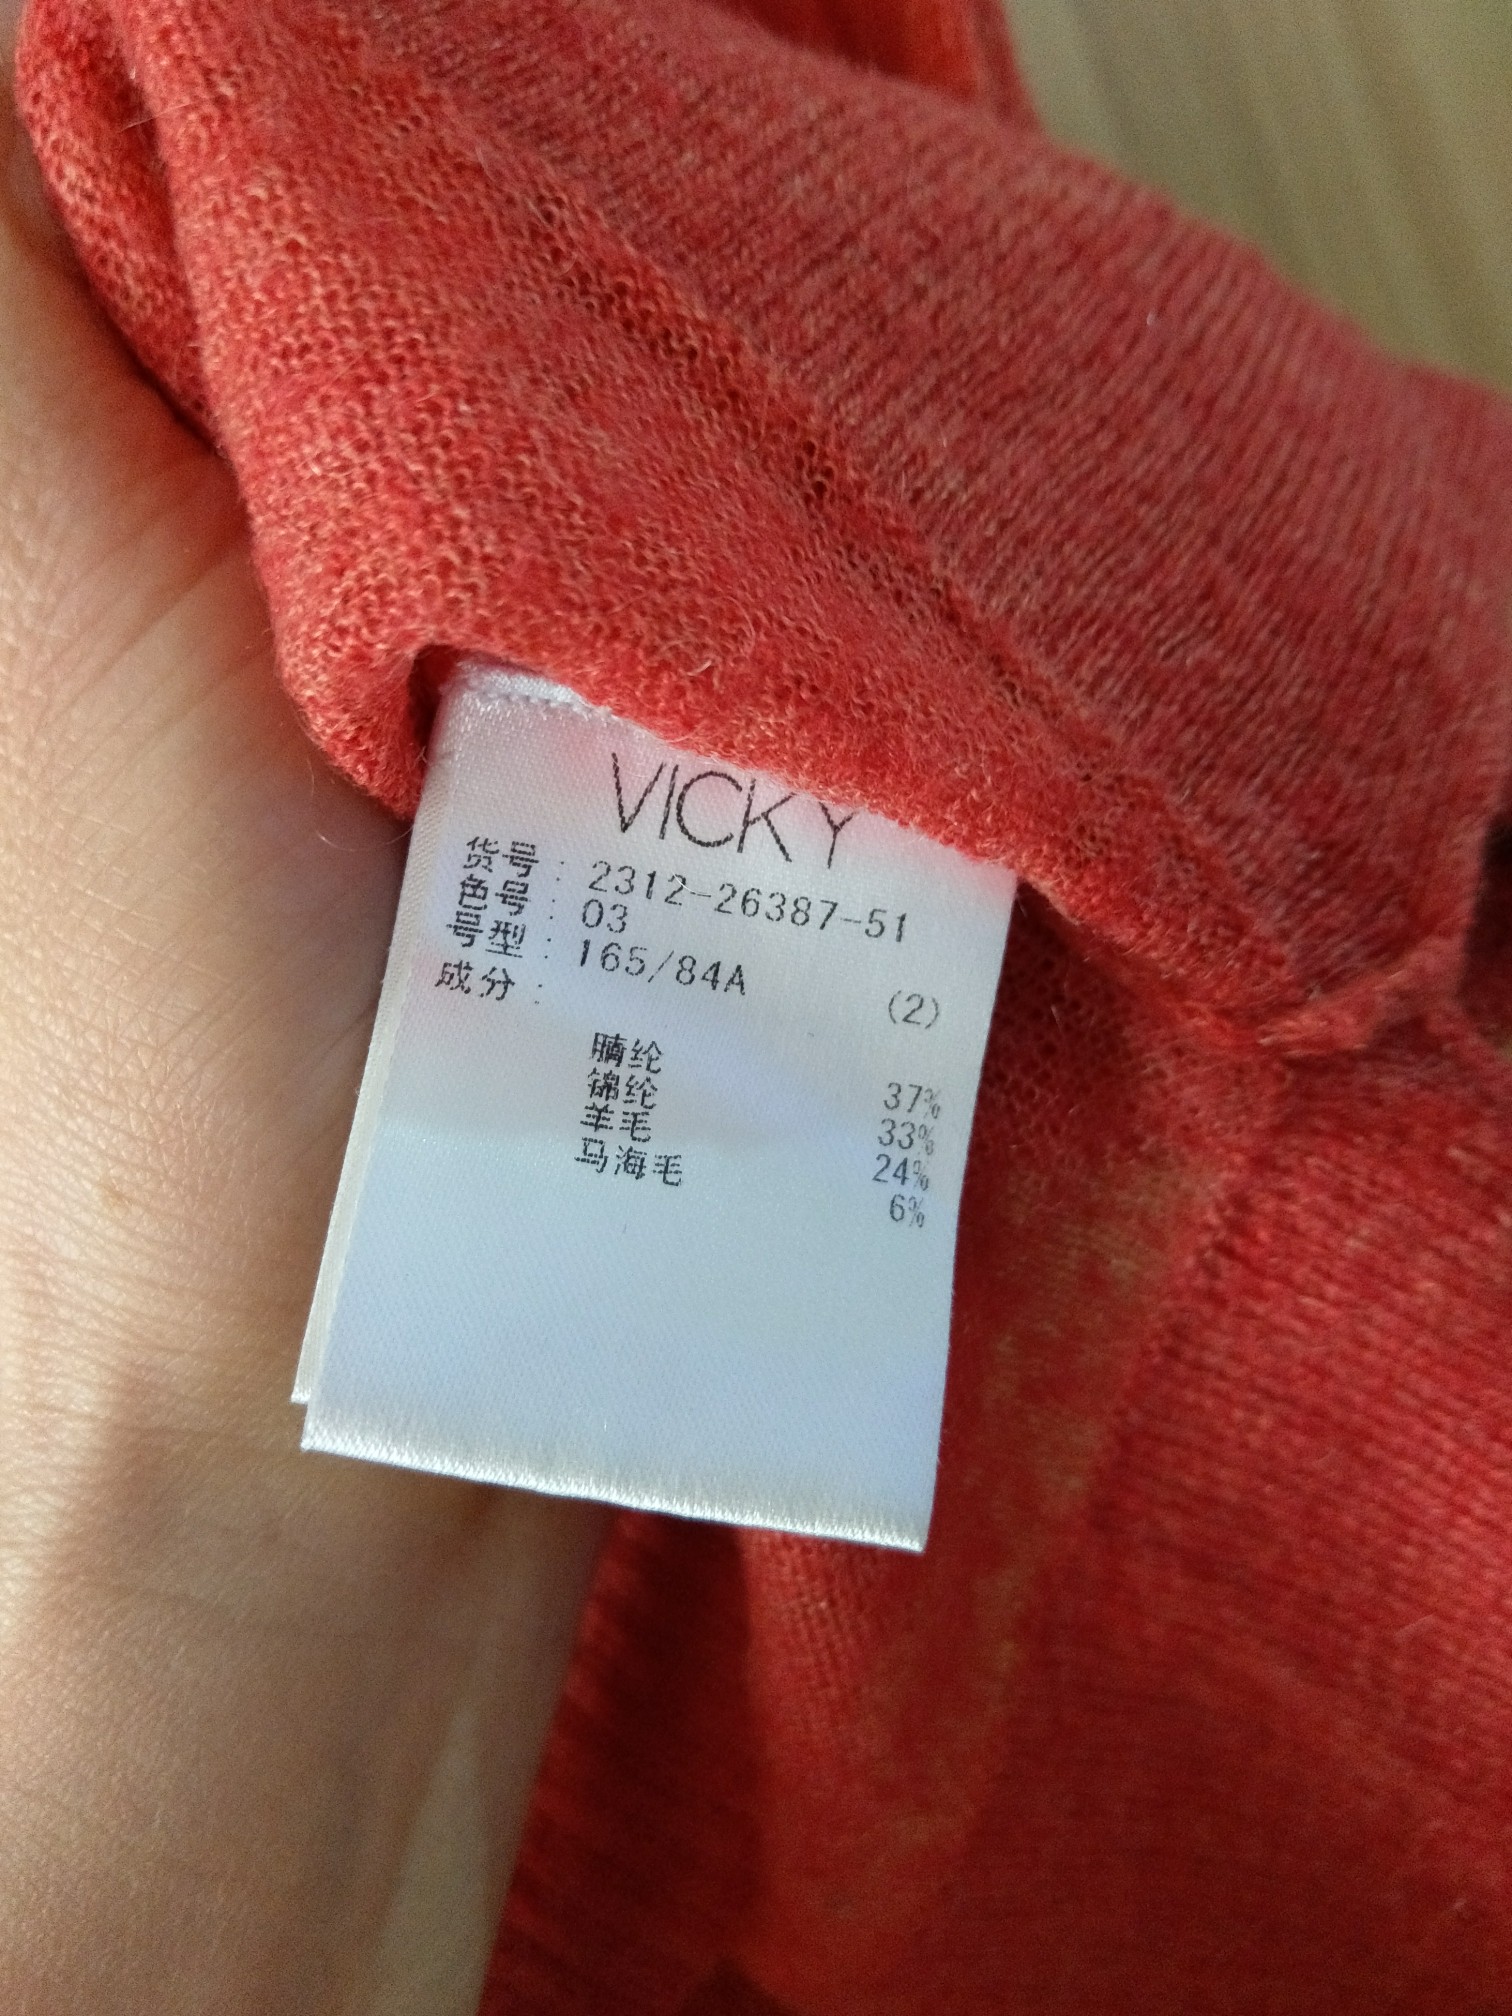 VICKY
货号:2312-26387-51
色号:03
号型:165/84A (2)
成分:
腈纶 37%
锦纶 33%
羊毛 24%
马海毛 6%